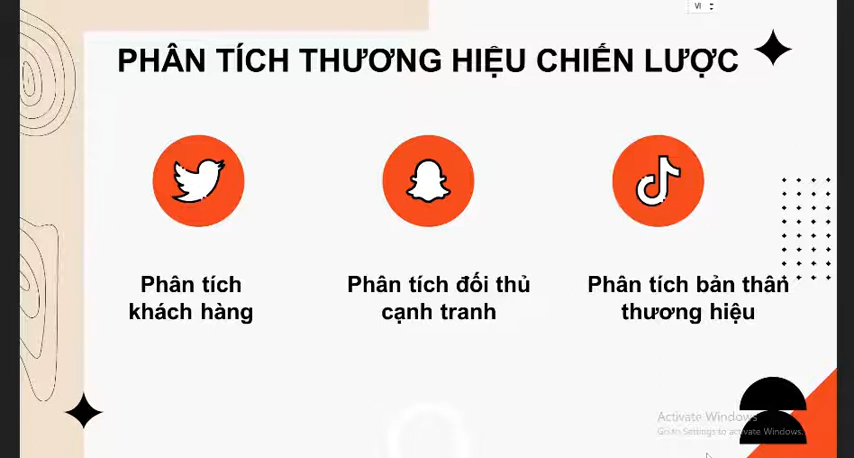 VI
PHÂN TÍCH THƯƠNG HIỆU CHIẾN LƯỢC
Phân tích
khách hàng
Phân tích đối thủ
cạnh tranh
Phân tích bản thân
thương hiệu
Activate Windows
Go to Settings to activate Windows.